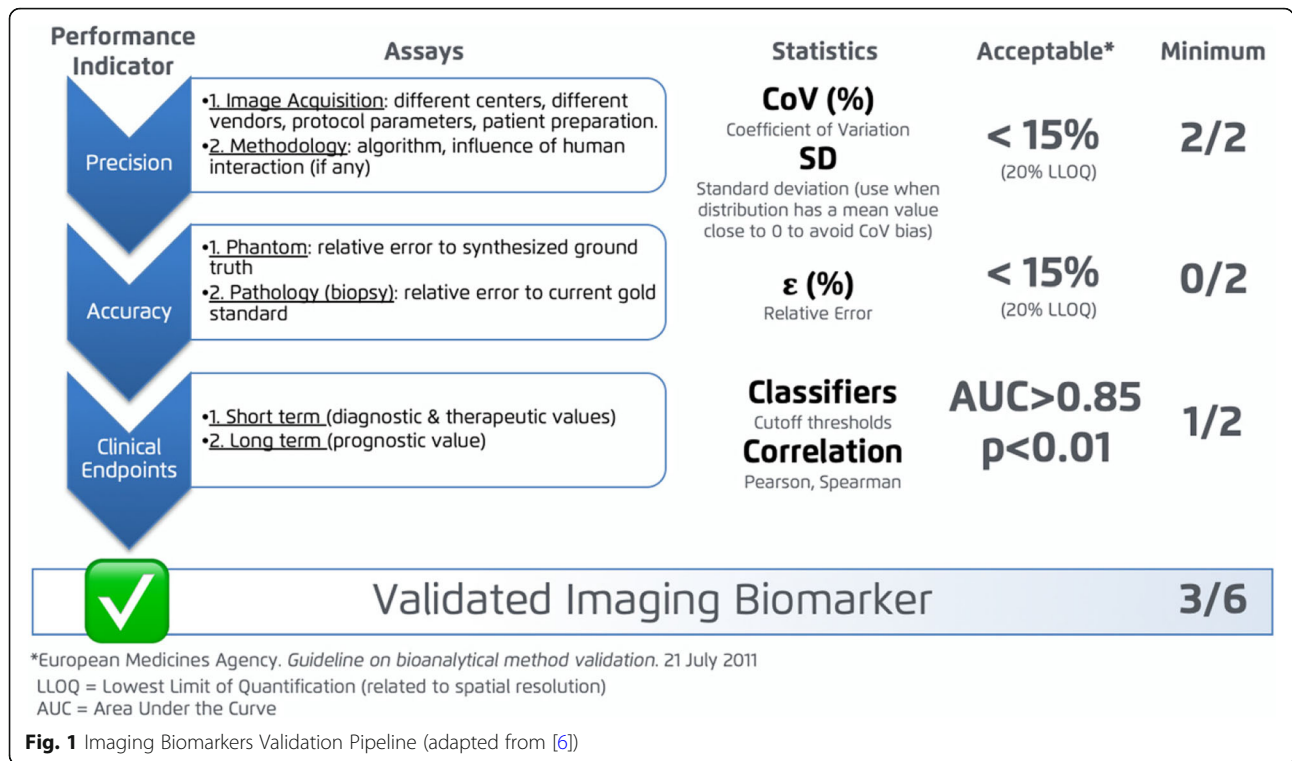 Performance
Indicator
Assays
Statistics
Acceptable*
Minimum
Precision
•1. Image Acquisition: different centers, different
vendors, protocol parameters, patient preparation.
•2. Methodology: algorithm, influence of human
interaction (if any)
CoV (%)
Coefficient of Variation
SD
Standard deviation (use when
distribution has a mean value
close to 0 to avoid CoV bias)
< 15%
(20% LLOQ)
2/2
Accuracy
•1. Phantom: relative error to synthesized ground
truth
•2. Pathology (biopsy): relative error to current gold
standard
ε (%)
Relative Error
< 15%
(20% LLOQ)
0/2
Clinical
Endpoints
•1. Short term (diagnostic & therapeutic values)
•2. Long term (prognostic value)
Classifiers
Cutoff thresholds
Correlation
Pearson, Spearman
AUC>0.85
p<0.01
1/2
Validated Imaging Biomarker
3/6
*European Medicines Agency. Guideline on bioanalytical method validation. 21 July 2011
LLOQ = Lowest Limit of Quantification (related to spatial resolution)
AUC = Area Under the Curve
Fig. 1 Imaging Biomarkers Validation Pipeline (adapted from [6])